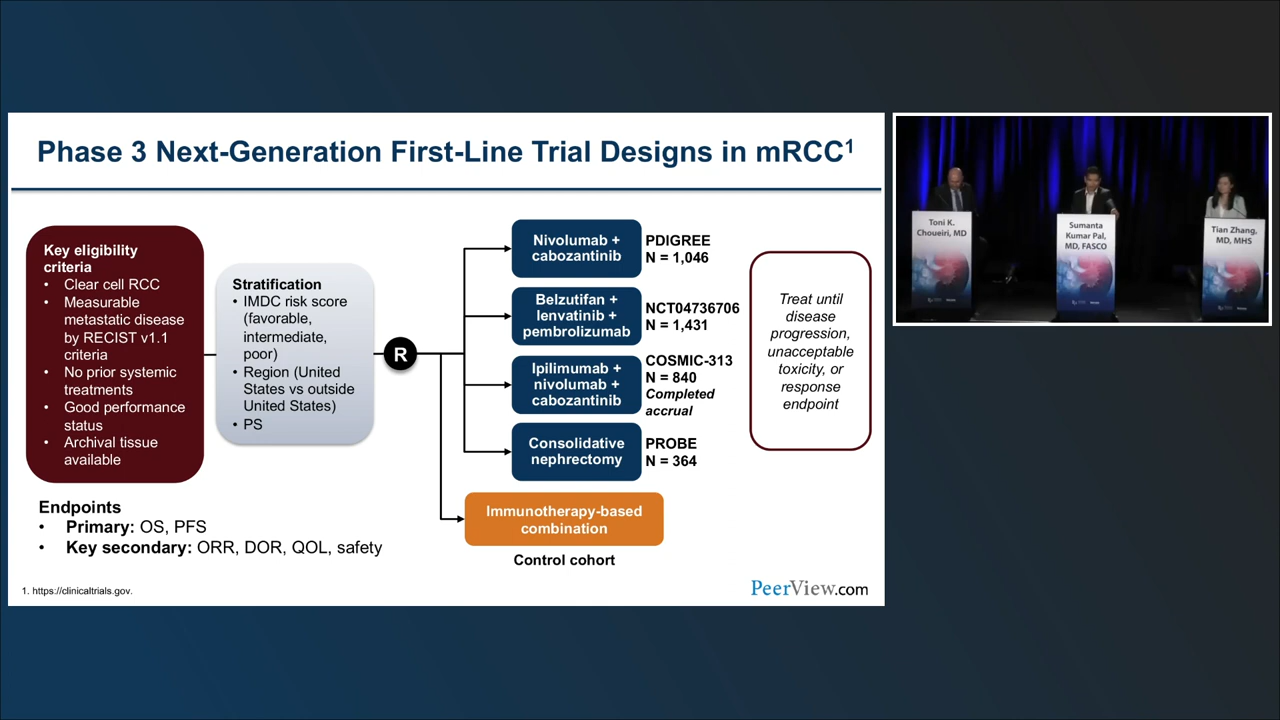 Phase 3 Next-Generation First-Line Trial Designs in mRCC1
Key eligibility
criteria
• Clear cell RCC
• Measurable
metastatic disease
by RECIST v1.1
criteria
• No prior systemic
treatments
• Good performance
status
• Archival tissue
available
Stratification
• IMDC risk score
(favorable,
intermediate,
poor)
• Region (United
States vs outside
United States)
• PS
R
Nivolumab +
cabozantinib
PDIGREE
N = 1,046
Belzutifan +
lenvatinib +
pembrolizumab
NCT04736706
N = 1,431
Ipilimumab +
nivolumab +
cabozantinib
COSMIC-313
N = 840
Completed
accrual
Consolidative
nephrectomy
PROBE
N = 364
Immunotherapy-based
combination
Control cohort
Treat until
disease
progression,
unacceptable
toxicity, or
response
endpoint
Endpoints
• Primary: OS, PFS
• Key secondary: ORR, DOR, QOL, safety
1. https://clinicaltrials.gov.
PeerView.com
Toni K.
Choueiri, MD
Sumanta
Kumar Pal,
MD, FASCO
Tian Zhang,
MD, MHS